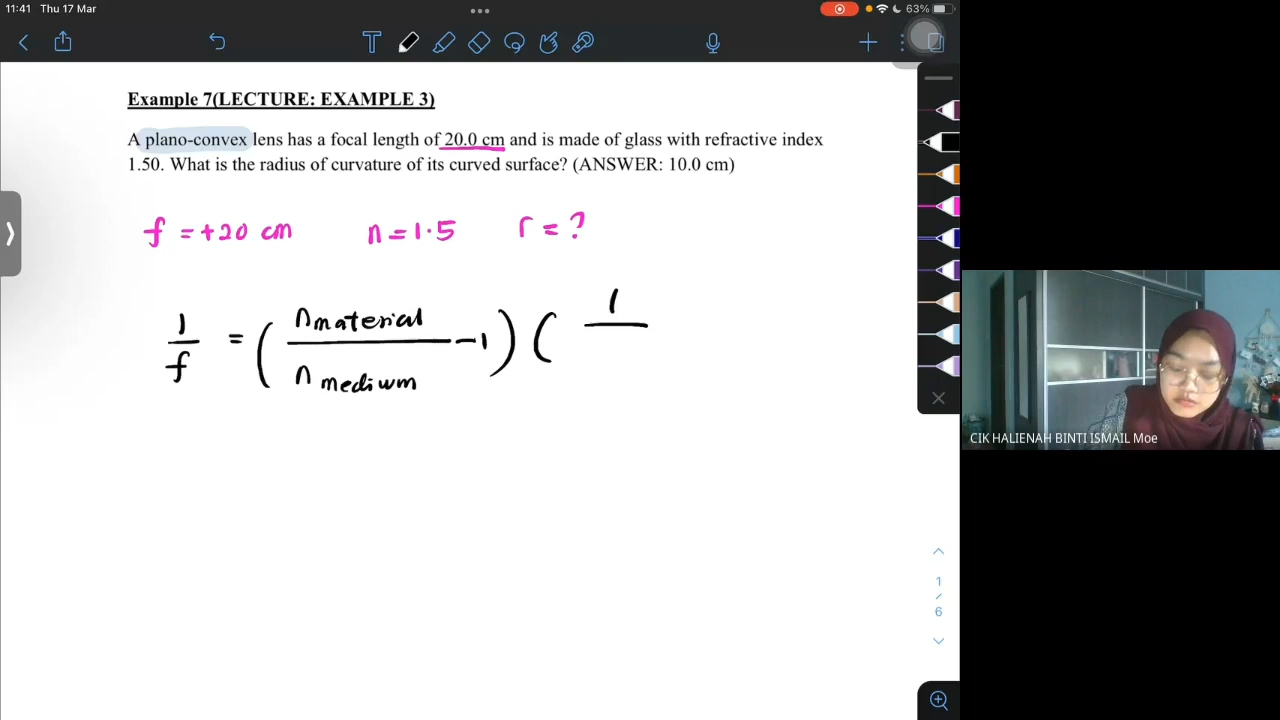 11:41 Thu 17 Mar
63%
T
Example 7(LECTURE: EXAMPLE 3)
A plano-convex lens has a focal length of 20.0 cm and is made of glass with refractive index
1.50. What is the radius of curvature of its curved surface? (ANSWER: 10.0 cm)
f = +20 cm n = 1.5 r = ?
1/f = (n material / n medium - 1) ( 1/
CIK HALIENAH BINTI ISMAIL Moe
1
/
6